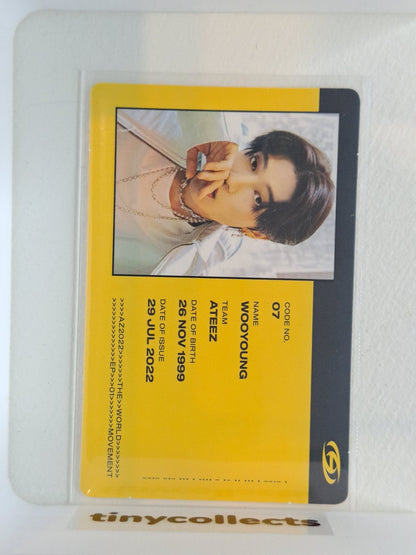 CODE NO.
07
NAME
WOOYOUNG
TEAM
ATEEZ
DATE OF BIRTH
26 NOV 1999
DATE OF ISSUE
29 JUL 2022
>>>>AZ2022>>>>>>THE>>WORLD>>>>>>>
>>>>>>>>>>>>>>EP>>>01>>>>>MOVEMENT
tinycollects